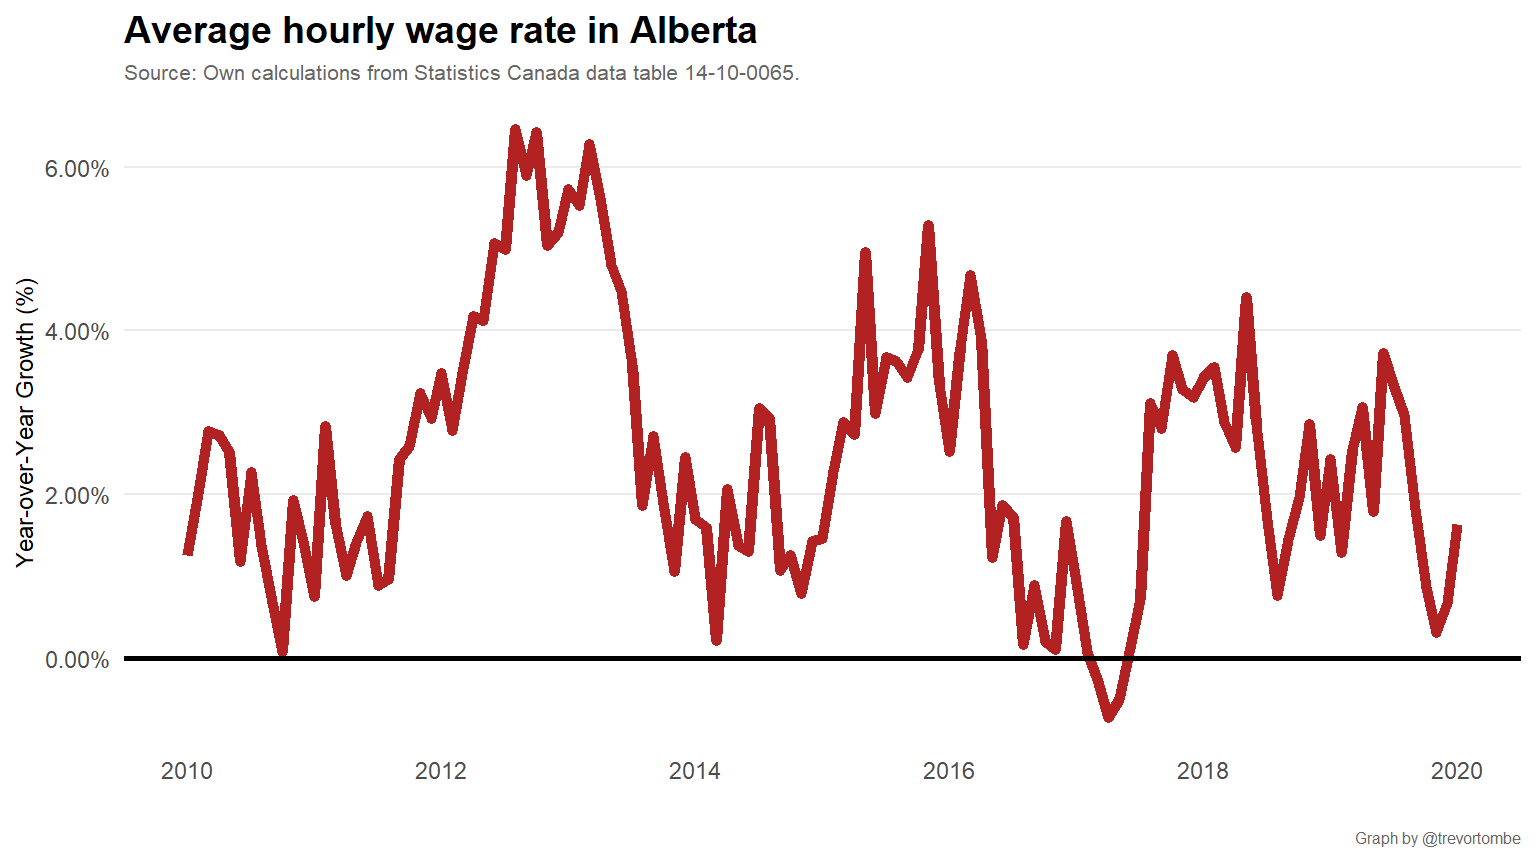 Average hourly wage rate in Alberta
Source: Own calculations from Statistics Canada data table 14-10-0065.
Year-over-Year Growth (%)
6.00%
4.00%
2.00%
0.00%
2010 2012 2014 2016 2018 2020
Graph by @trevortombe